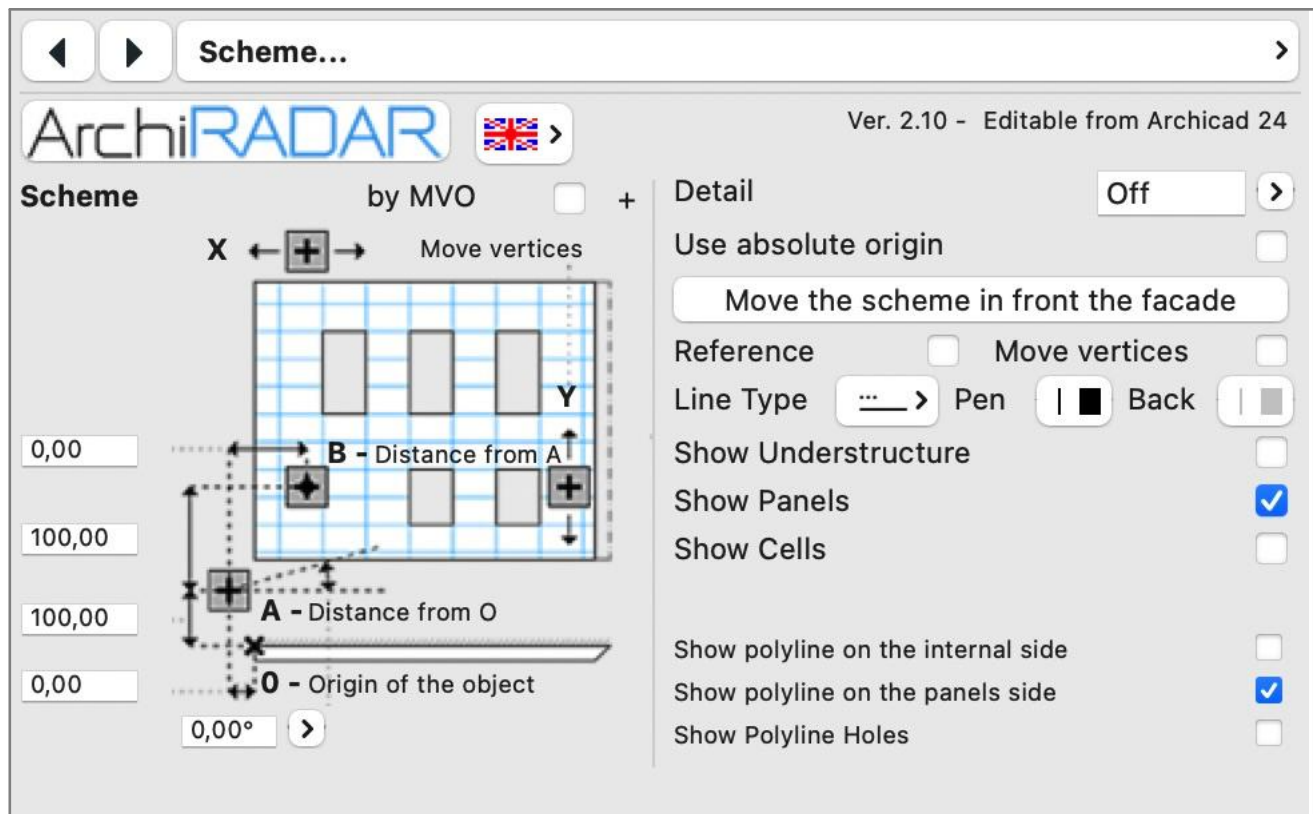 Scheme...
ArchiRADAR
Ver. 2.10 - Editable from Archicad 24
Scheme by MVO +
X Move vertices
Y
0,00
B - Distance from A
100,00
100,00
A - Distance from O
0,00
0 - Origin of the object
0,00°
Detail Off
Use absolute origin
Move the scheme in front the facade
Reference Move vertices
Line Type Pen Back
Show Understructure
Show Panels
Show Cells
Show polyline on the internal side
Show polyline on the panels side
Show Polyline Holes